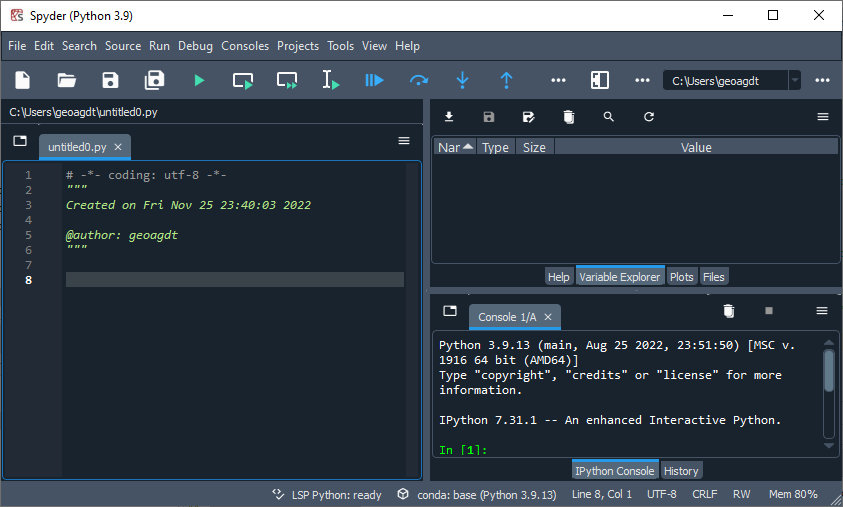 Spyder (Python 3.9)
File Edit Search Source Run Debug Consoles Projects Tools View Help
C:\Users\geoagdt
C:\Users\geoagdt\untitled0.py
untitled0.py
1 # -*- coding: utf-8 -*-
2 """
3 Created on Fri Nov 25 23:40:03 2022
4
5 @author: geoagdt
6 """
7
8
Nar Type Size Value
Help Variable Explorer Plots Files
Console 1/A
Python 3.9.13 (main, Aug 25 2022, 23:51:50) [MSC v.
1916 64 bit (AMD64)]
Type "copyright", "credits" or "license" for more
information.
IPython 7.31.1 -- An enhanced Interactive Python.
In [1]:
IPython Console History
LSP Python: ready conda: base (Python 3.9.13) Line 8, Col 1 UTF-8 CRLF RW Mem 80%